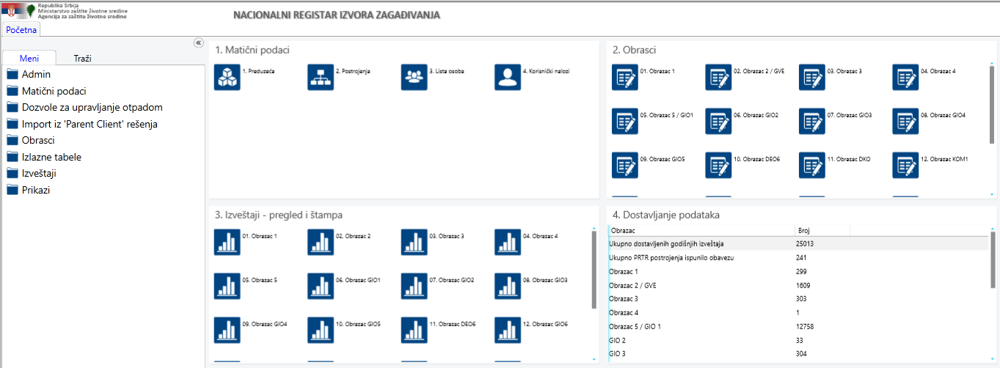 Republika Srbija
Ministarstvo zaštite životne sredine
Agencija za zaštitu životne sredine
NACIONALNI REGISTAR IZVORA ZAGAĐIVANJA
Početna
Meni
Traži
Admin
Matični podaci
Dozvole za upravljanje otpadom
Import iz 'Parent Client' rešenja
Obrasci
Izlazne tabele
Izveštaji
Prikazi
1. Matični podaci
1. Preduzeća
2. Postrojenja
3. Lista osoba
4. Korisnički nalozi
2. Obrasci
01. Obrazac 1
02. Obrazac 2 / GVE
03. Obrazac 3
04. Obrazac 4
05. Obrazac 5 / GIO1
06. Obrazac GIO2
07. Obrazac GIO3
08. Obrazac GIO4
09. Obrazac GIO5
10. Obrazac DEO6
11. Obrazac DKO
12. Obrazac KOM1
3. Izveštaji - pregled i štampa
01. Obrazac 1
02. Obrazac 2
03. Obrazac 3
04. Obrazac 4
05. Obrazac 5
06. Obrazac GIO1
07. Obrazac GIO2
08. Obrazac GIO3
09. Obrazac GIO4
10. Obrazac GIO5
11. Obrazac DEO6
12. Obrazac GIO6
4. Dostavljanje podataka
Obrazac Broj
Ukupno dostavljenih godišnjih izveštaja 25013
Ukupno PRTR postrojenja ispunilo obavezu 241
Obrazac 1 299
Obrazac 2 / GVE 1609
Obrazac 3 303
Obrazac 4 1
Obrazac 5 / GIO 1 12758
GIO 2 33
GIO 3 304